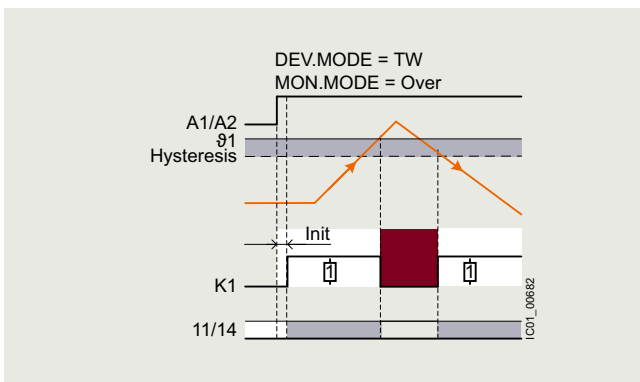 DEV.MODE = TW
MON.MODE = Over
A1/A2
ϑ1
Hysteresis
Init
1
1
K1
11/14
IC01_00682